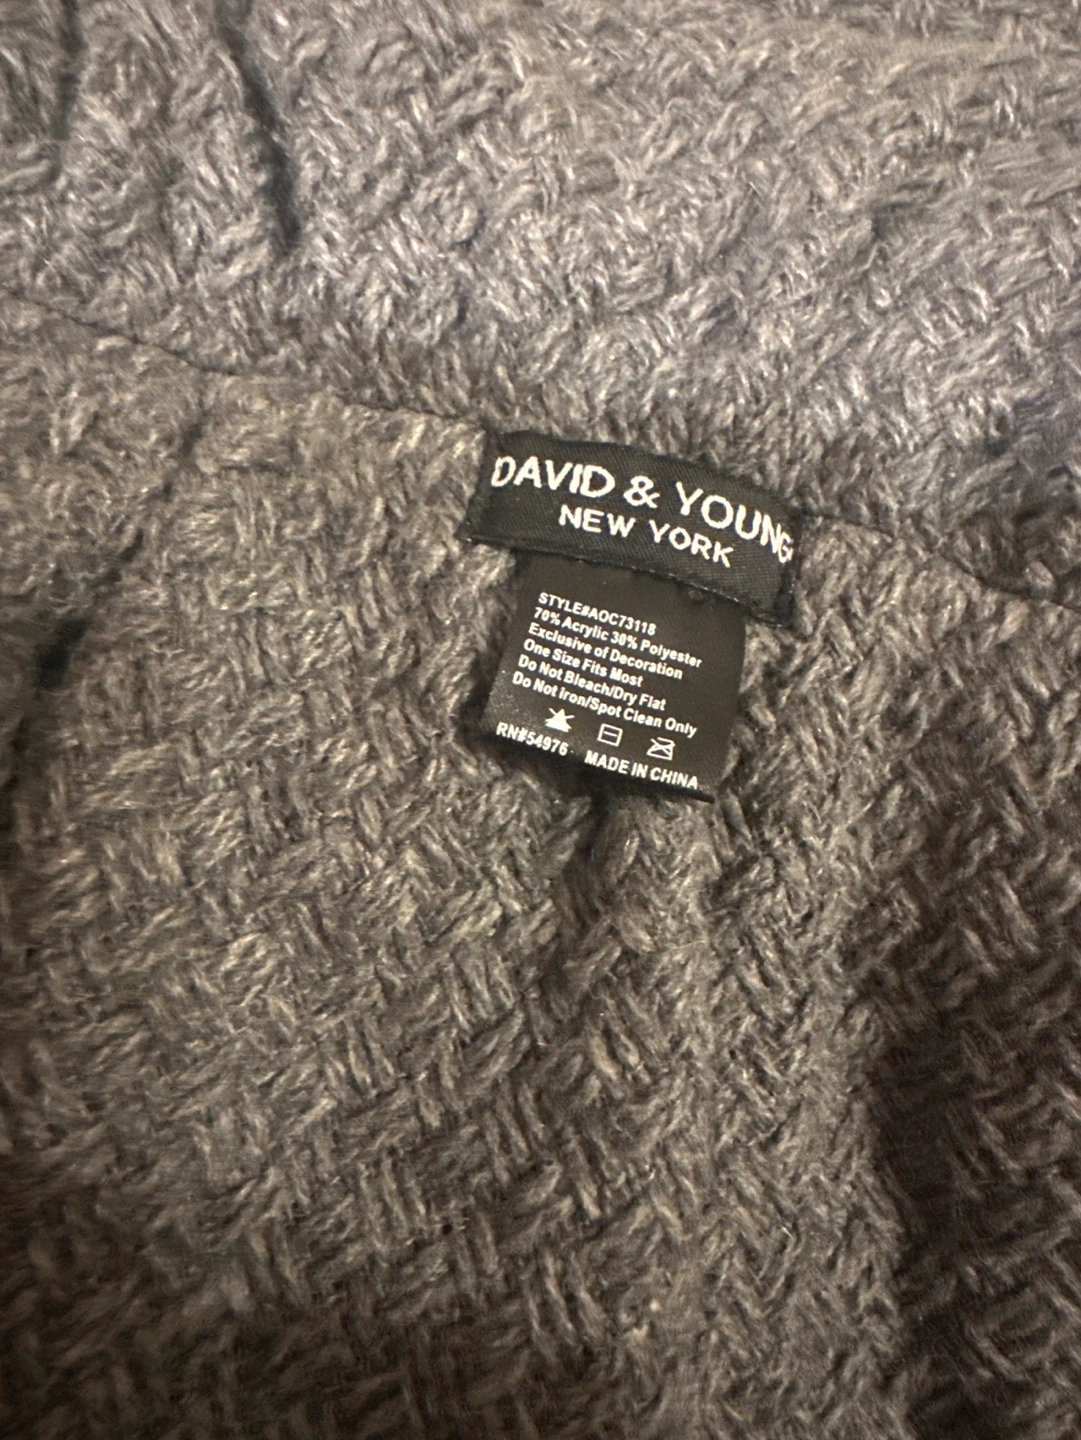 DAVID & YOUNG
NEW YORK
STYLE#AOC73118
70% Acrylic 30% Polyester
Exclusive of Decoration
One Size Fits Most
Do Not Bleach/Dry Flat
Do Not Iron/Spot Clean Only
RN#54976 MADE IN CHINA